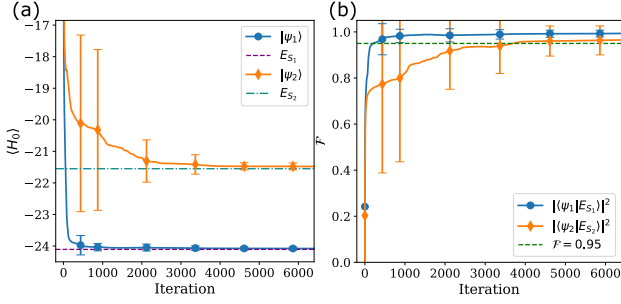 (a)
−17
−18
−19
−20
−21
−22
−23
−24
⟨H₀⟩
0 1000 2000 3000 4000 5000 6000
Iteration
|ψ₁⟩
E_{S₁}
|ψ₂⟩
E_{S₂}
(b)
1.0
0.8
0.6
0.4
0.2
0.0
ℱ
0 1000 2000 3000 4000 5000 6000
Iteration
|⟨ψ₁|E_{S₁}⟩|²
|⟨ψ₂|E_{S₂}⟩|²
ℱ = 0.95